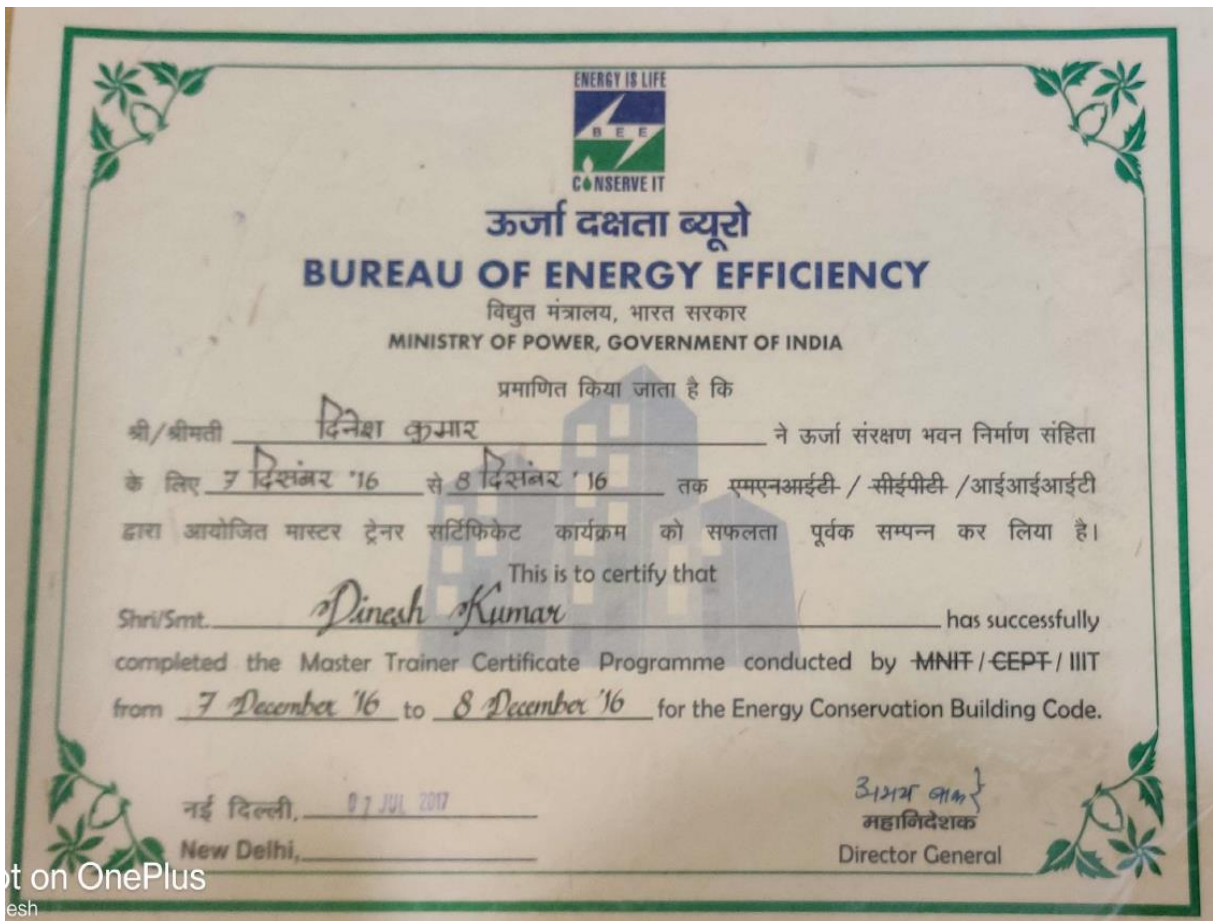 ENERGY IS LIFE
BEE
CONSERVE IT
ऊर्जा दक्षता ब्यूरो
BUREAU OF ENERGY EFFICIENCY
विद्युत मंत्रालय, भारत सरकार
MINISTRY OF POWER, GOVERNMENT OF INDIA
प्रमाणित किया जाता है कि
श्री/श्रीमती दिनेश कुमार ने ऊर्जा संरक्षण भवन निर्माण संहिता
के लिए 7 दिसंबर '16 से 8 दिसंबर '16 तक एमएनआईटी / सीईपीटी /आईआईआईटी
द्वारा आयोजित मास्टर ट्रेनर सर्टिफिकेट कार्यक्रम को सफलता पूर्वक सम्पन्न कर लिया है।
This is to certify that
Shri/Smt. Dinesh Kumar has successfully
completed the Master Trainer Certificate Programme conducted by MNIT / CEPT / IIIT
from 7 December '16 to 8 December '16 for the Energy Conservation Building Code.
अभय बाकरे
नई दिल्ली, 07 JUL 2017
महानिदेशक
New Delhi,
Director General
ot on OnePlus
esh